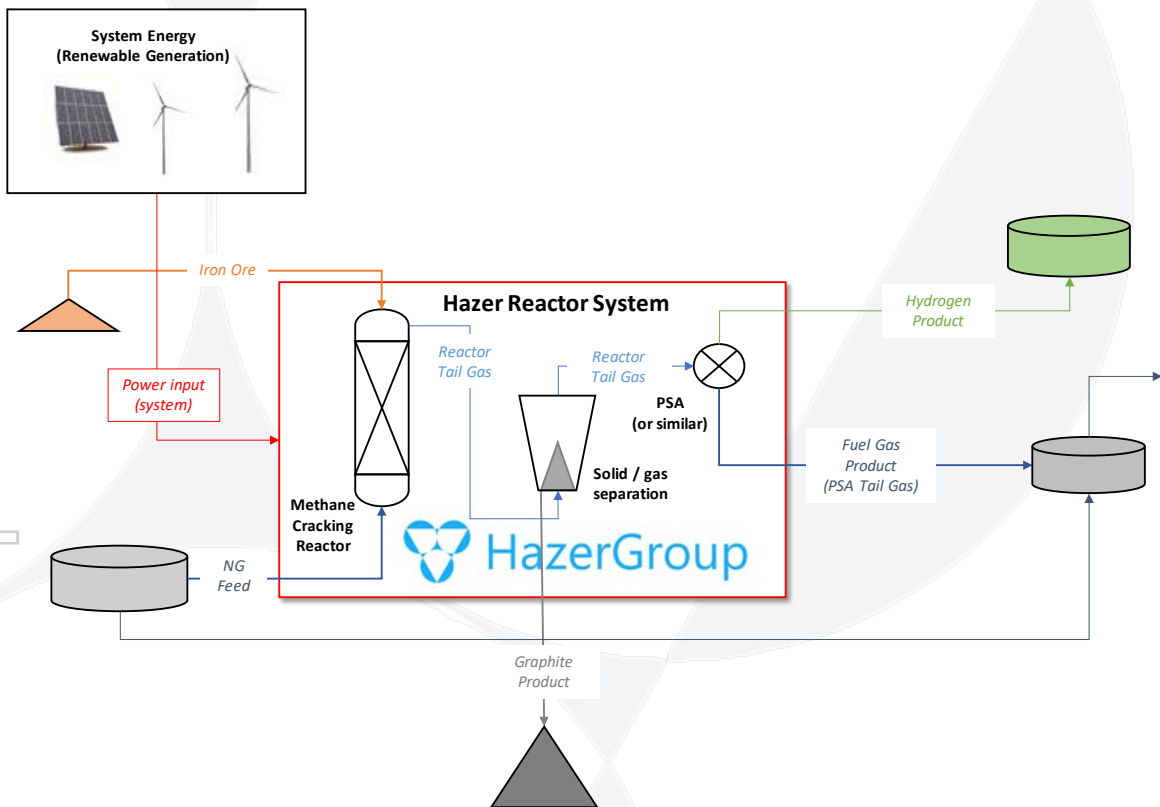 System Energy
(Renewable Generation)
Iron Ore
Hazer Reactor System
Hydrogen
Product
Reactor
Tail Gas
Reactor
Tail Gas
Power input
(system)
PSA
(or similar)
Fuel Gas
Product
(PSA Tail Gas)
Solid / gas
separation
Methane
Cracking
Reactor
HazerGroup
NG
Feed
Graphite
Product